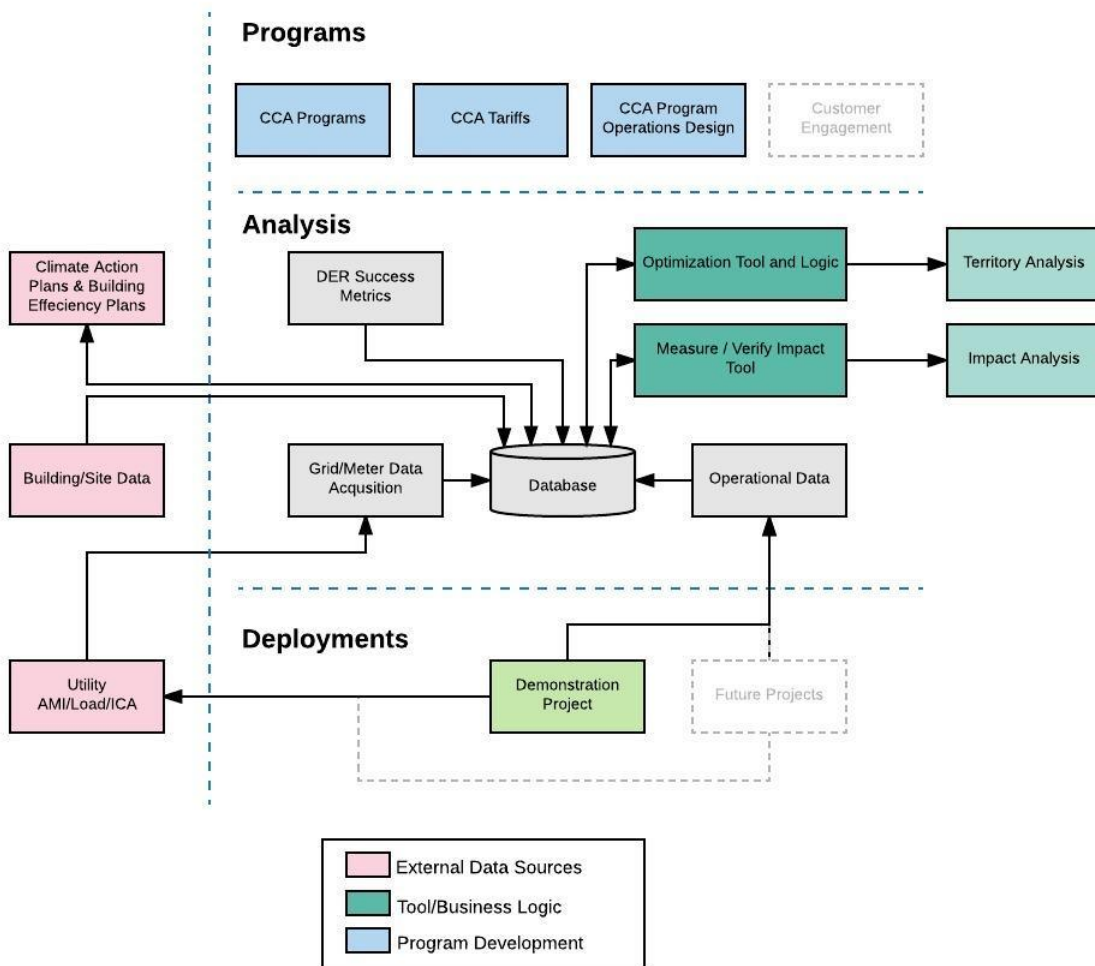 Programs
CCA Programs
CCA Tariffs
CCA Program
Operations Design
Customer
Engagement
Analysis
Climate Action
Plans & Building
Effeciency Plans
DER Success
Metrics
Optimization Tool and Logic
Territory Analysis
Measure / Verify Impact
Tool
Impact Analysis
Building/Site Data
Grid/Meter Data
Acqusition
Database
Operational Data
Deployments
Utility
AMI/Load/ICA
Demonstration
Project
Future Projects
External Data Sources
Tool/Business Logic
Program Development